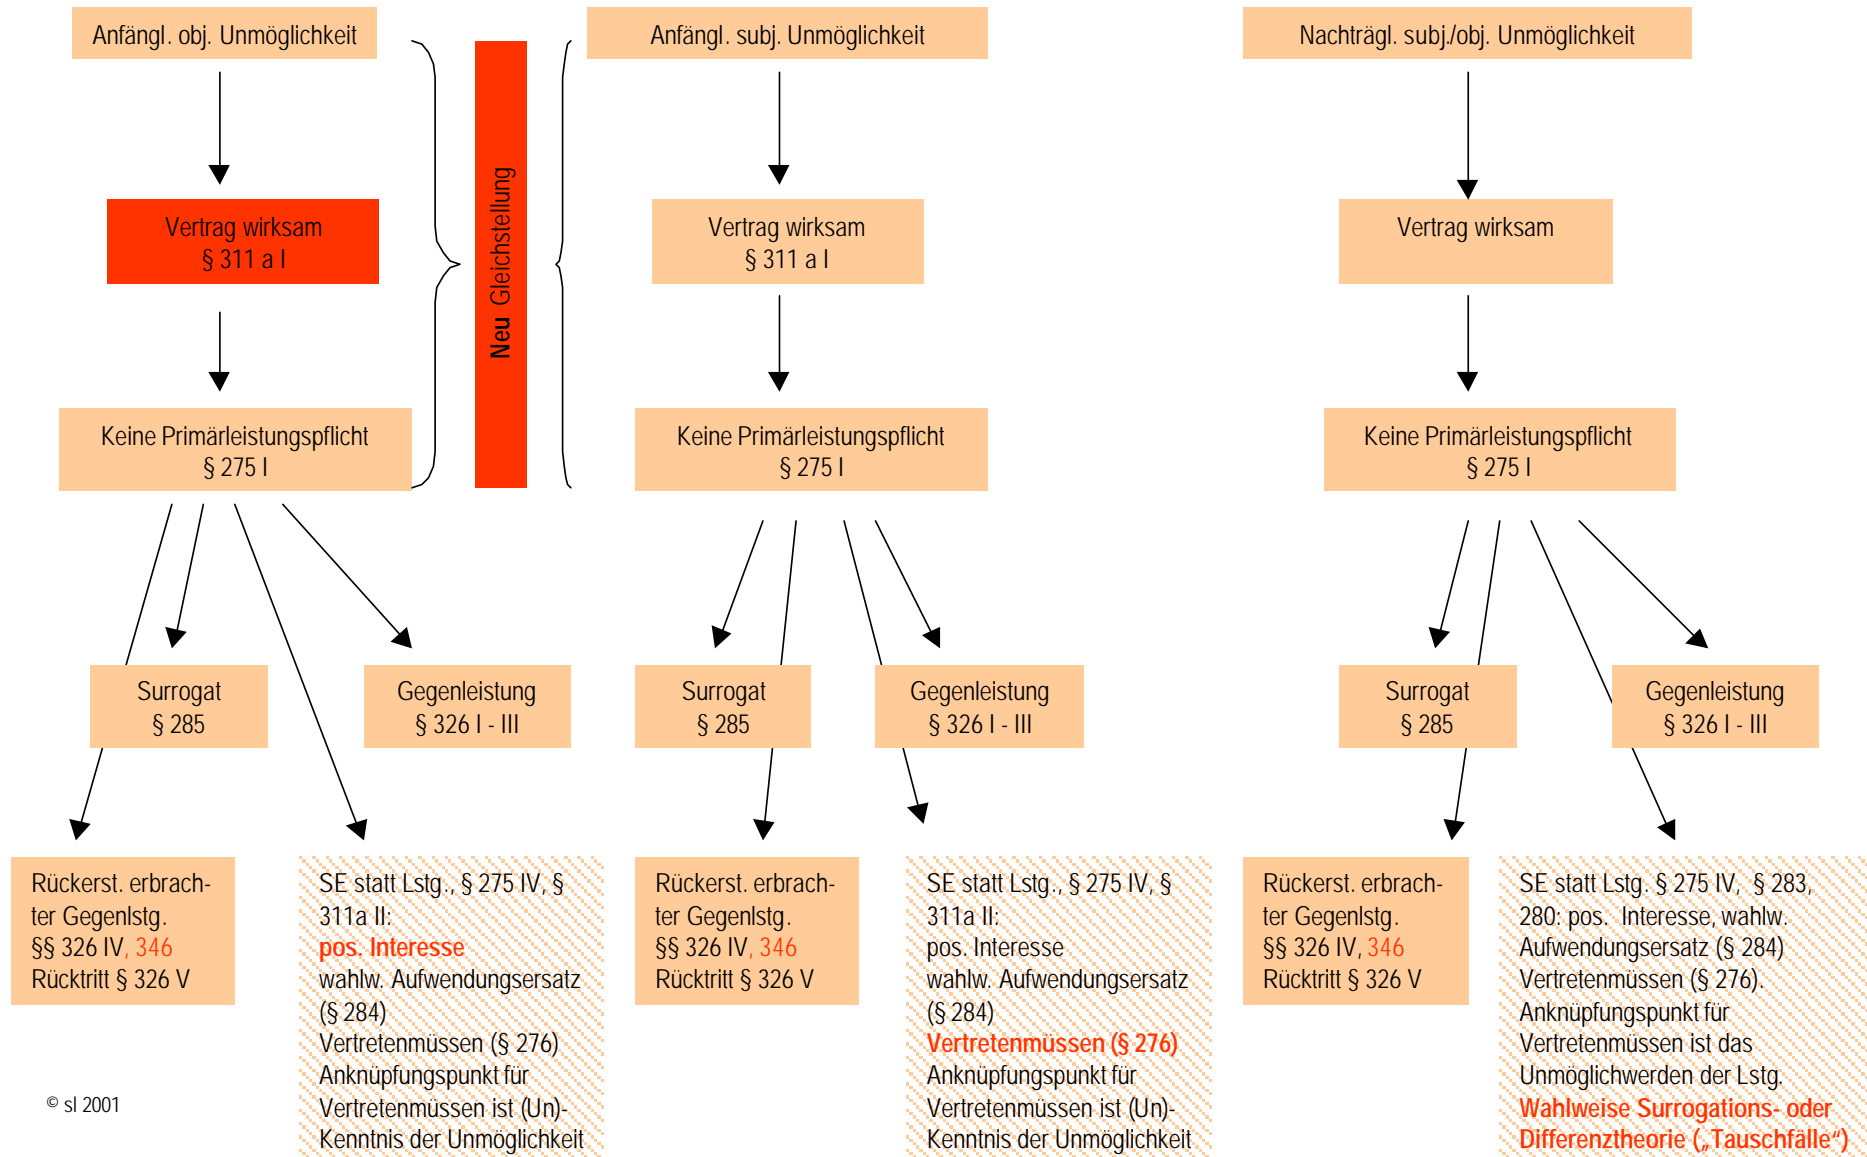 Anfängl. obj. Unmöglichkeit
Vertrag wirksam
§ 311 a I
Keine Primärleistungspflicht
§ 275 I
Surrogat
§ 285
Gegenleistung
§ 326 I - III
Rückerst. erbrach-
ter Gegenlstg.
§§ 326 IV, 346
Rücktritt § 326 V
SE statt Lstg., § 275 IV, §
311a II:
pos. Interesse
wahlw. Aufwendungsersatz
(§ 284)
Vertretenmüssen (§ 276)
Anknüpfungspunkt für
Vertretenmüssen ist (Un)-
Kenntnis der Unmöglichkeit
Neu Gleichstellung
Anfängl. subj. Unmöglichkeit
Vertrag wirksam
§ 311 a I
Keine Primärleistungspflicht
§ 275 I
Surrogat
§ 285
Gegenleistung
§ 326 I - III
Rückerst. erbrach-
ter Gegenlstg.
§§ 326 IV, 346
Rücktritt § 326 V
SE statt Lstg., § 275 IV, §
311a II:
pos. Interesse
wahlw. Aufwendungsersatz
(§ 284)
Vertretenmüssen (§ 276)
Anknüpfungspunkt für
Vertretenmüssen ist (Un)-
Kenntnis der Unmöglichkeit
Nachträgl. subj./obj. Unmöglichkeit
Vertrag wirksam
Keine Primärleistungspflicht
§ 275 I
Surrogat
§ 285
Gegenleistung
§ 326 I - III
Rückerst. erbrach-
ter Gegenlstg.
§§ 326 IV, 346
Rücktritt § 326 V
SE statt Lstg. § 275 IV, § 283,
280: pos. Interesse, wahlw.
Aufwendungsersatz (§ 284)
Vertretenmüssen (§ 276).
Anknüpfungspunkt für
Vertretenmüssen ist das
Unmöglichwerden der Lstg.
Wahlweise Surrogations- oder
Differenztheorie („Tauschfälle“)
© sl 2001